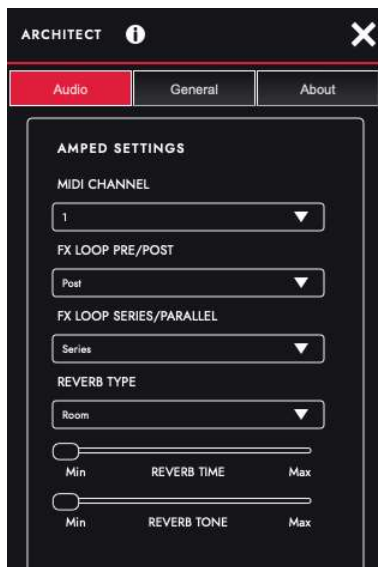 ARCHITECT i
Audio General About
AMPED SETTINGS
MIDI CHANNEL
1
FX LOOP PRE/POST
Post
FX LOOP SERIES/PARALLEL
Series
REVERB TYPE
Room
Min REVERB TIME Max
Min REVERB TONE Max